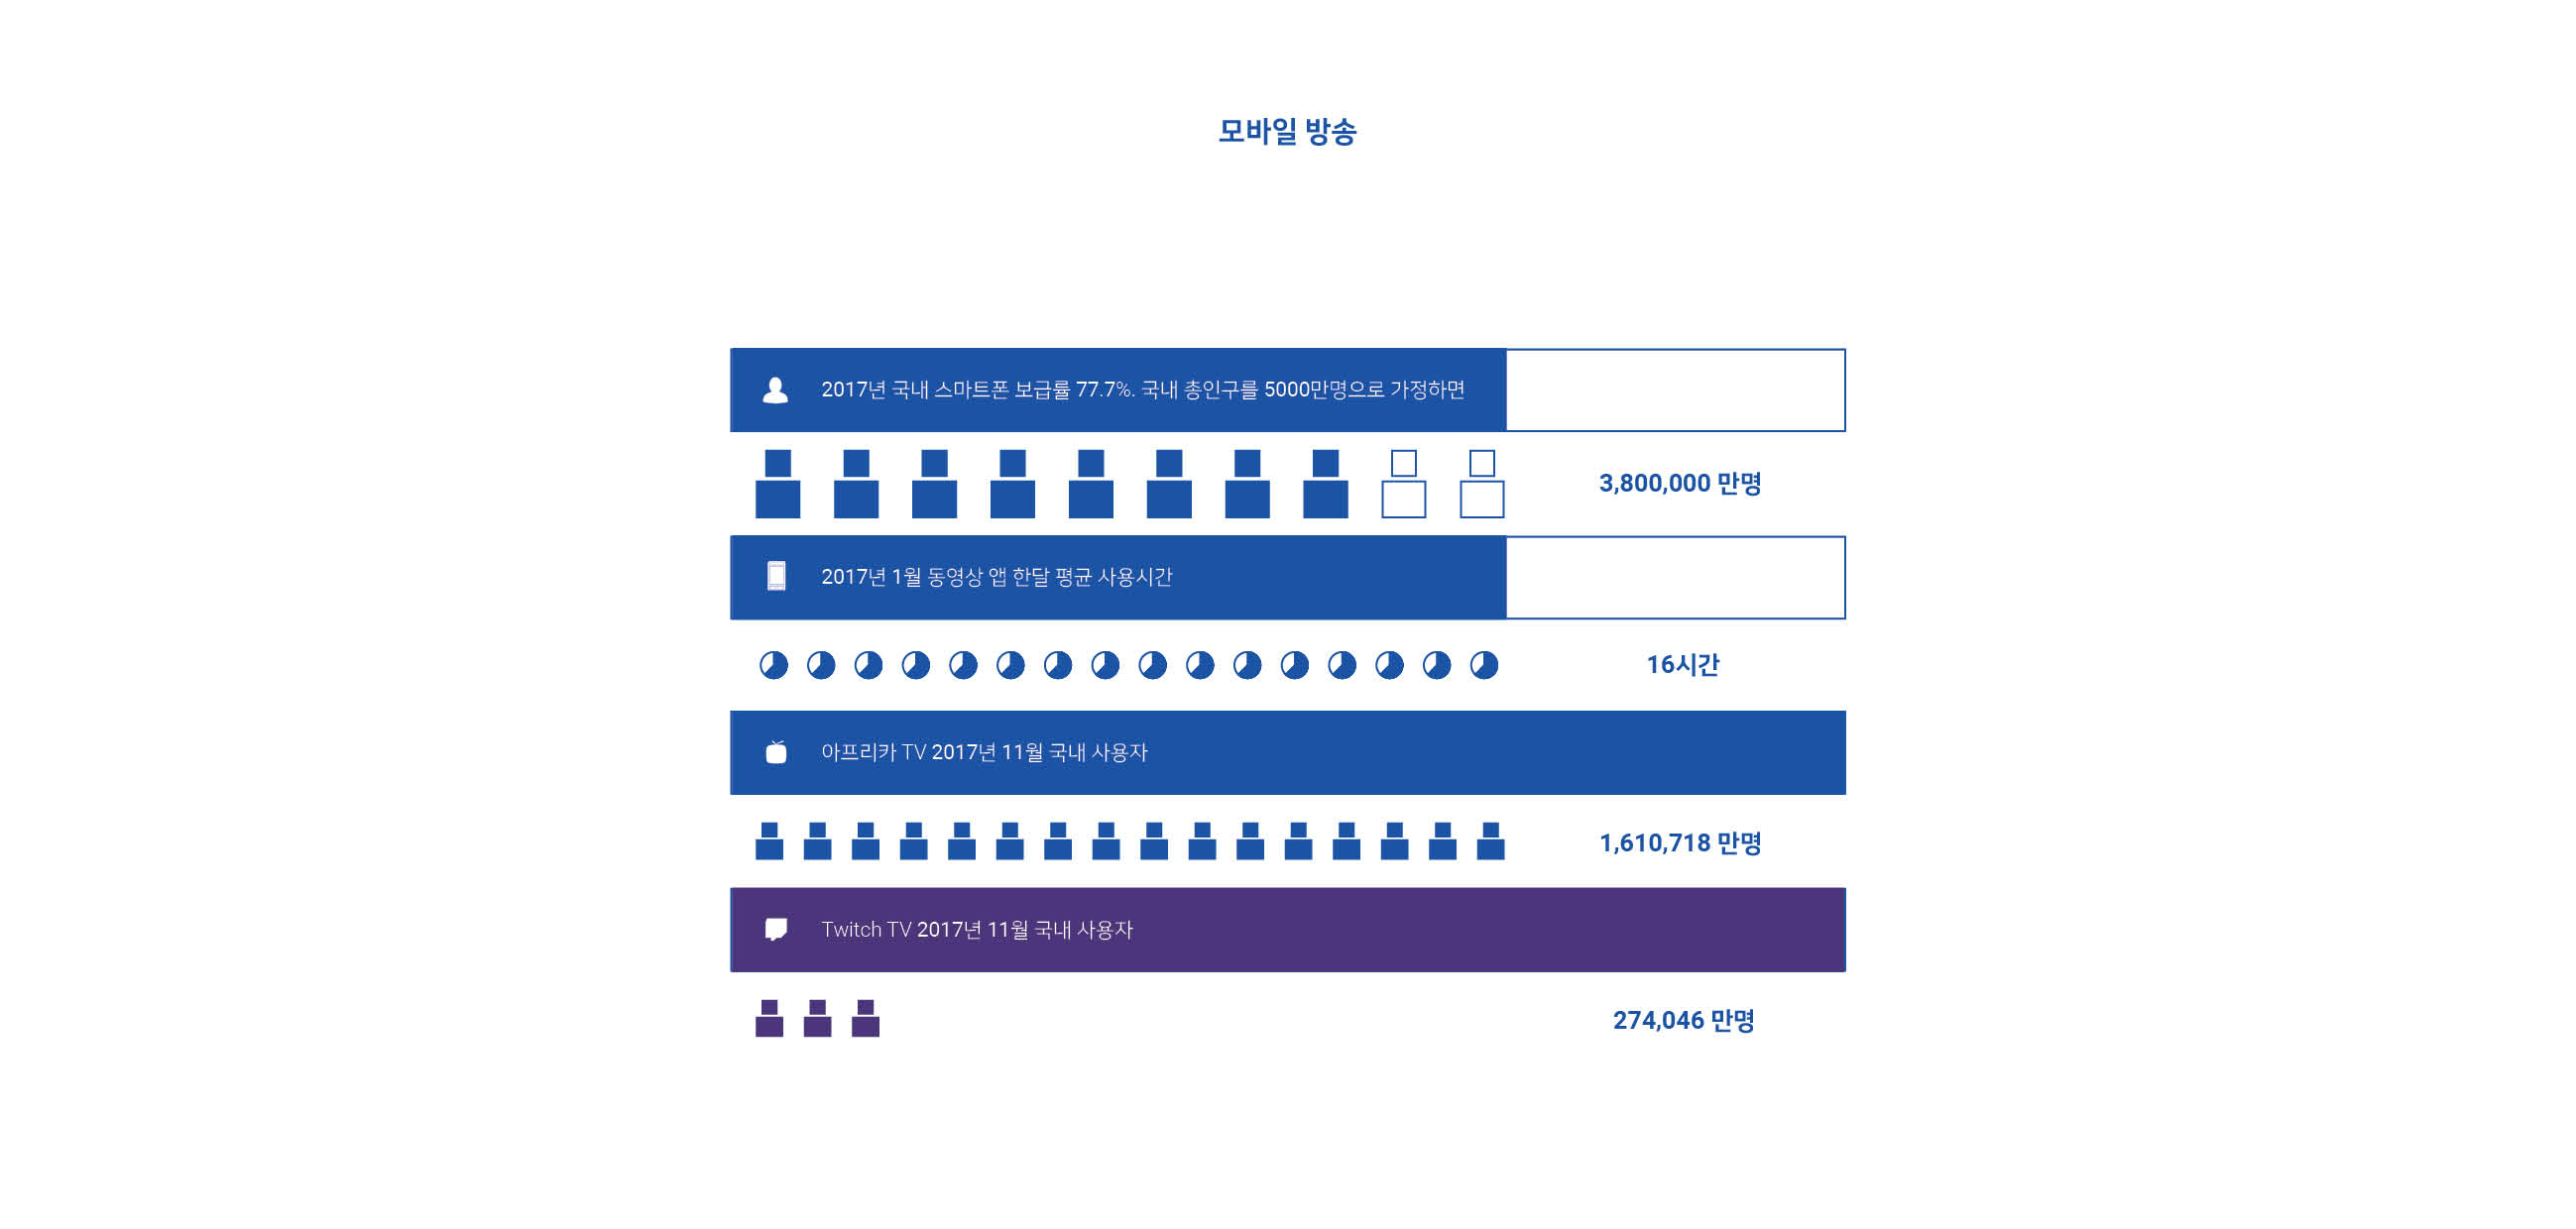 모바일 방송
2017년 국내 스마트폰 보급률 77.7%. 국내 총인구를 5000만명으로 가정하면
3,800,000 만명
2017년 1월 동영상 앱 한달 평균 사용시간
16시간
아프리카 TV 2017년 11월 국내 사용자
1,610,718 만명
Twitch TV 2017년 11월 국내 사용자
274,046 만명